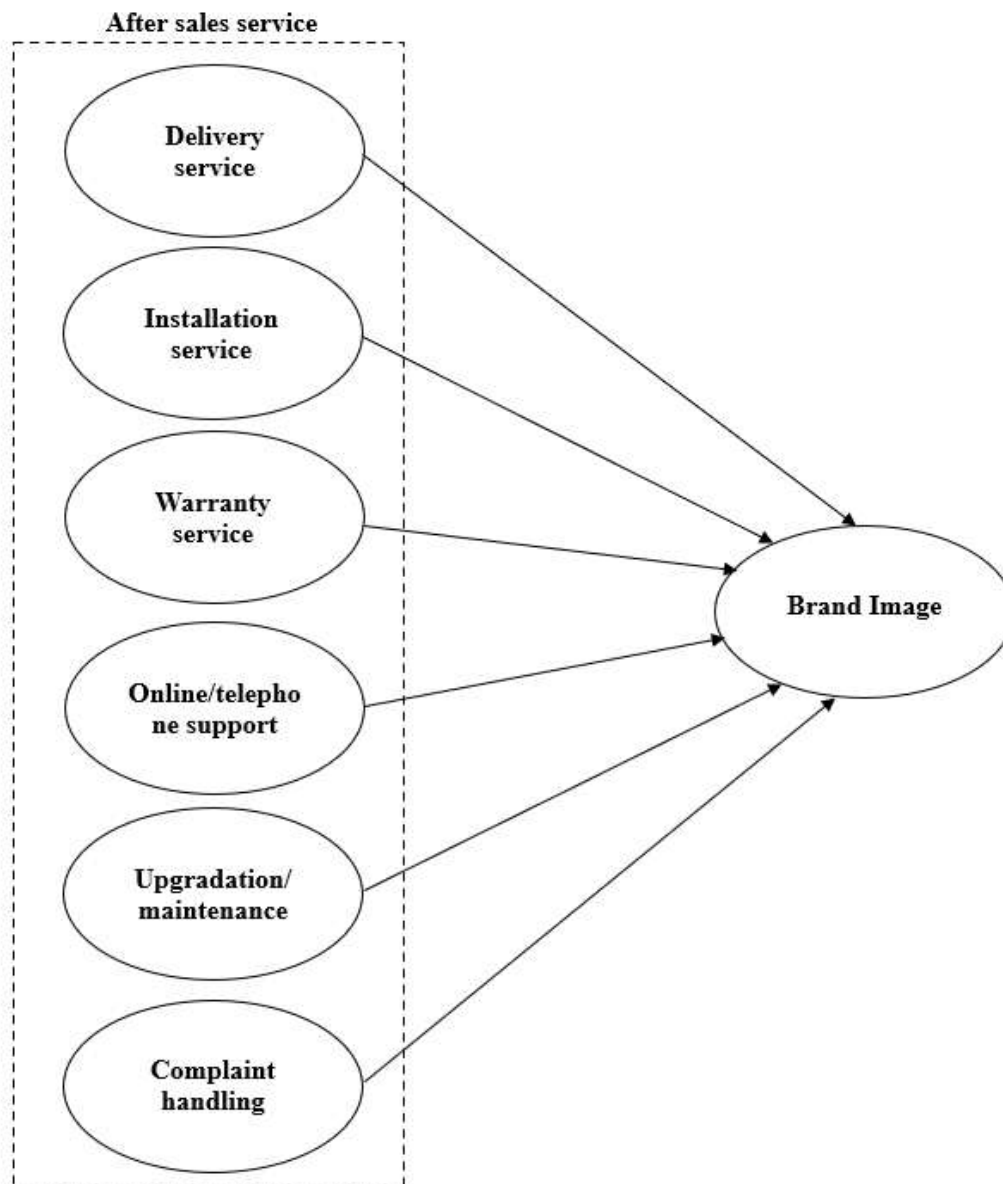 After sales service
Delivery
service
Installation
service
Warranty
service
Brand Image
Online/telepho
ne support
Upgradation/
maintenance
Complaint
handling